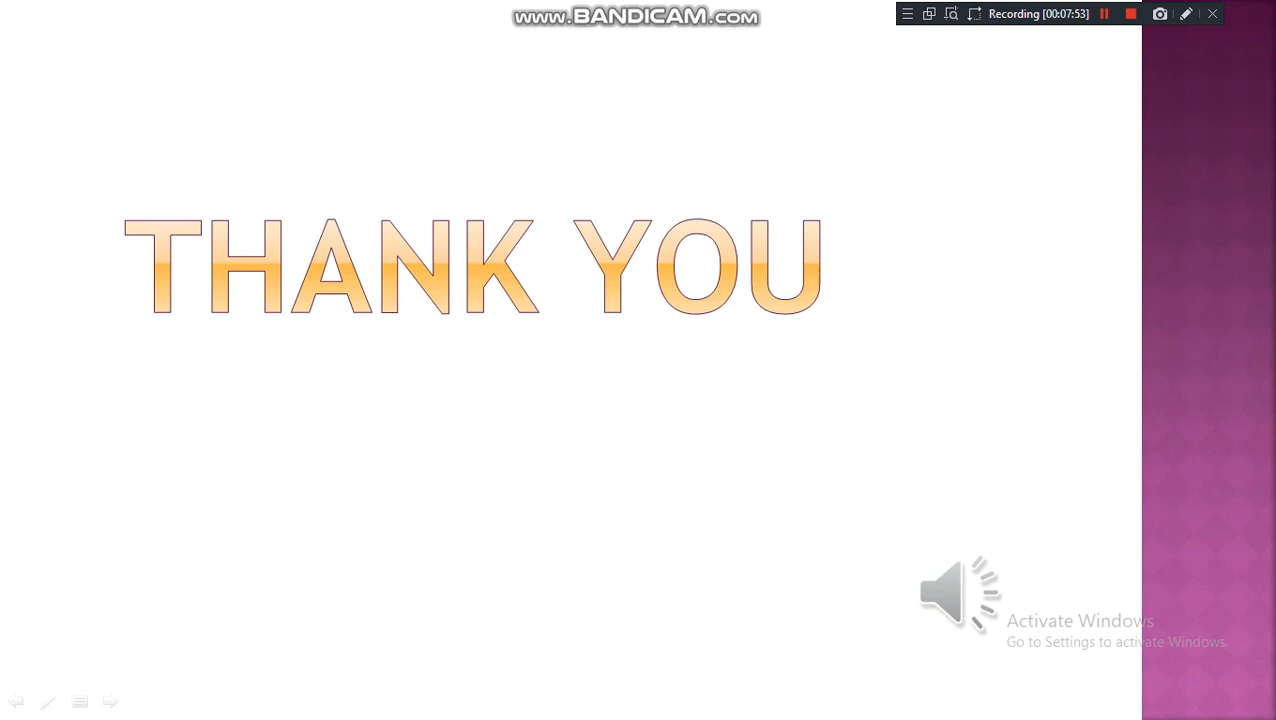 www.BANDICAM.com
Recording [00:07:53]
THANK YOU
Activate Windows
Go to Settings to activate Windows.